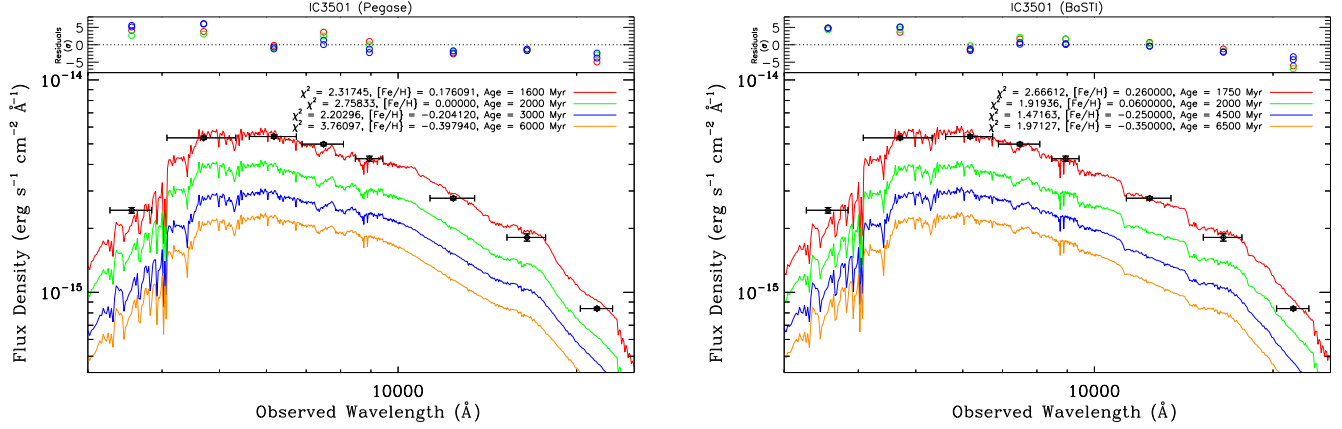 IC3501 (Pegase)
Residuals (σ)
5
0
−5
10⁻¹⁴
10⁻¹⁵
Flux Density (erg s⁻¹ cm⁻² Å⁻¹)
χ² = 2.31745, [Fe/H] = 0.176091, Age = 1600 Myr
χ² = 2.75833, [Fe/H] = 0.00000, Age = 2000 Myr
χ² = 2.20296, [Fe/H] = −0.204120, Age = 3000 Myr
χ² = 3.76097, [Fe/H] = −0.397940, Age = 6000 Myr
10000
Observed Wavelength (Å)
IC3501 (BaSTI)
Residuals (σ)
5
0
−5
10⁻¹⁴
10⁻¹⁵
Flux Density (erg s⁻¹ cm⁻² Å⁻¹)
χ² = 2.66612, [Fe/H] = 0.260000, Age = 1750 Myr
χ² = 1.91936, [Fe/H] = 0.0600000, Age = 2000 Myr
χ² = 1.47163, [Fe/H] = −0.250000, Age = 4500 Myr
χ² = 1.97127, [Fe/H] = −0.350000, Age = 6500 Myr
10000
Observed Wavelength (Å)